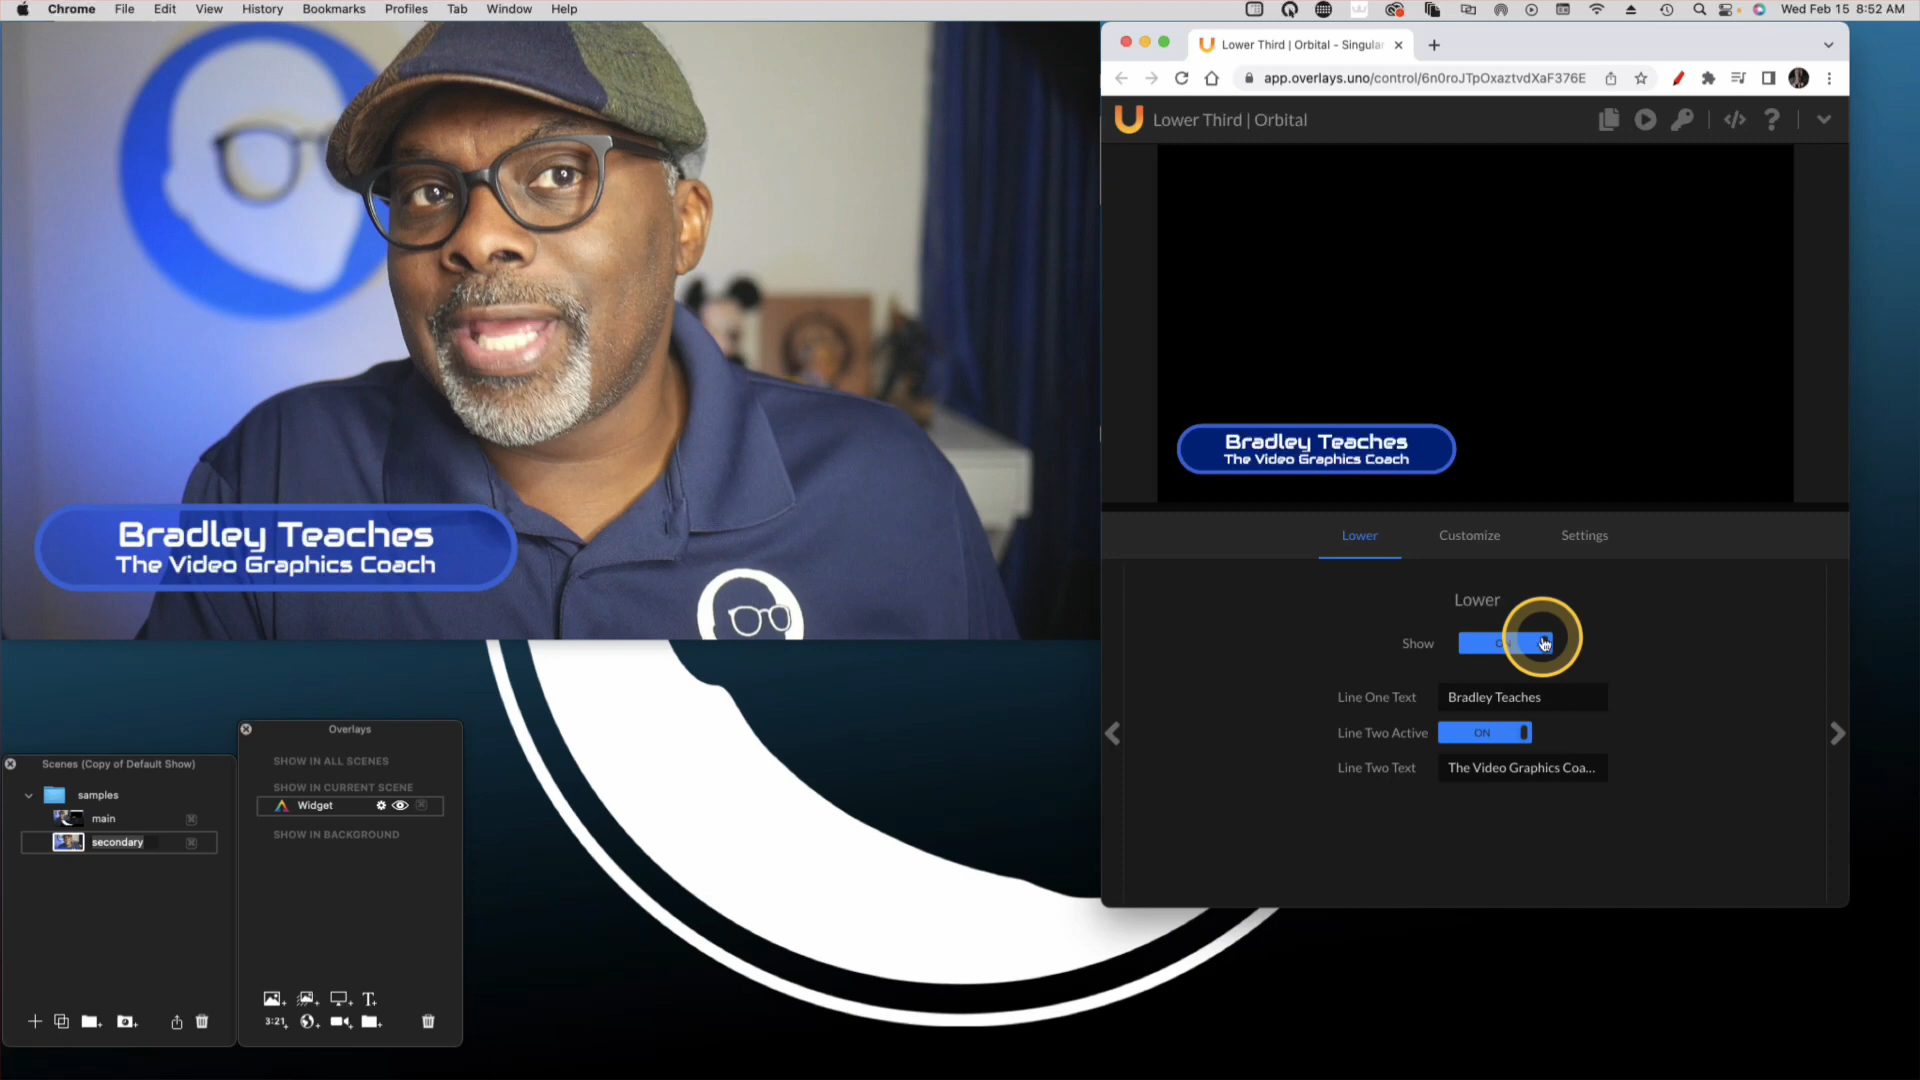 Chrome File Edit View History Bookmarks Profiles Tab Window Help
Wed Feb 15 8:52 AM
Lower Third | Orbital - Singular
app.overlays.uno/control/6n0roJTpOxaztvdXaF376E
Lower Third | Orbital
Bradley Teaches
The Video Graphics Coach
Bradley Teaches
The Video Graphics Coach
Lower Customize Settings
Lower
Show
Line One Text Bradley Teaches
Line Two Active ON
Line Two Text The Video Graphics Coa...
Overlays
SHOW IN ALL SCENES
SHOW IN CURRENT SCENE
Widget
SHOW IN BACKGROUND
3:21
Scenes (Copy of Default Show)
samples
main
secondary